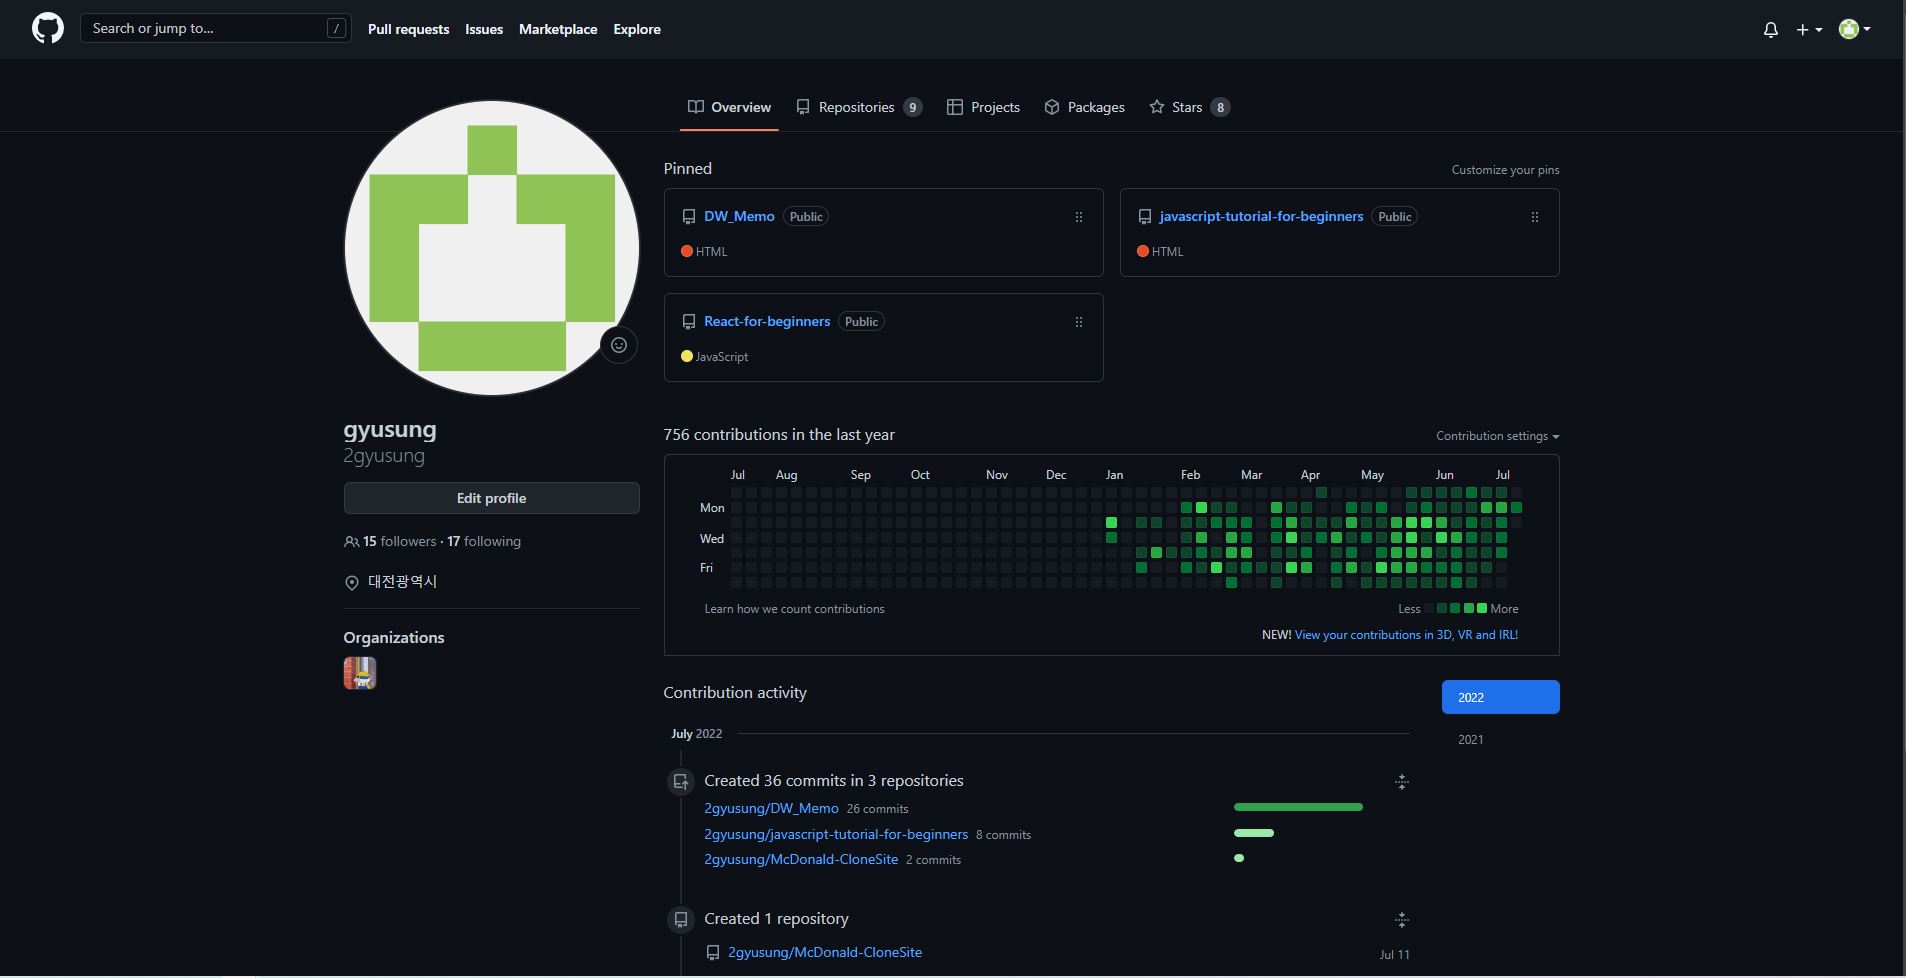 Search or jump to... /
Pull requests Issues Marketplace Explore
Overview Repositories 9 Projects Packages Stars 8
gyusung
2gyusung
Edit profile
15 followers · 17 following
대전광역시
Organizations
Pinned Customize your pins
DW_Memo Public
HTML
javascript-tutorial-for-beginners Public
HTML
React-for-beginners Public
JavaScript
756 contributions in the last year Contribution settings
Jul Aug Sep Oct Nov Dec Jan Feb Mar Apr May Jun Jul
Mon
Wed
Fri
Learn how we count contributions Less More
NEW! View your contributions in 3D, VR and IRL!
Contribution activity
2022
2021
July 2022
Created 36 commits in 3 repositories
2gyusung/DW_Memo 26 commits
2gyusung/javascript-tutorial-for-beginners 8 commits
2gyusung/McDonald-CloneSite 2 commits
Created 1 repository
2gyusung/McDonald-CloneSite Jul 11